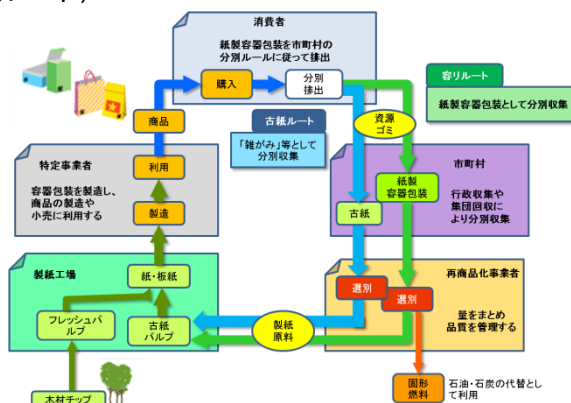 消費者
紙製容器包装を市町村の
分別ルールに従って排出
購入
分別
排出
容リルート
紙製容器包装として分別収集
古紙ルート
「雑がみ」等として
分別収集
資源
ゴミ
商品
特定事業者
容器包装を製造し、
商品の製造や
小売に利用する
利用
製造
市町村
紙製
容器包装
古紙
行政収集や
集団回収に
より分別収集
製紙工場
紙・板紙
フレッシュパ
ルプ
古紙
パルプ
木材チップ
製紙
原料
再商品化事業者
選別
選別
量をまとめ
品質を管理する
固形
燃料
石油・石炭の代替とし
て利用